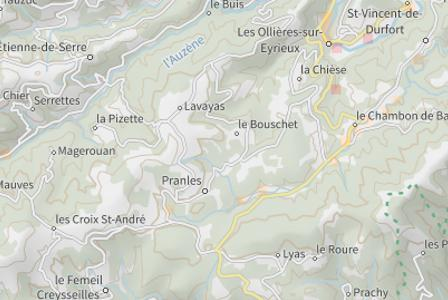 le Buis
St-Vincent-de-
Durfort
Les Ollières-sur-
Eyrieux
Étienne-de-Serre
l'Auzène
la Chièse
Chier
Serrettes
Lavayas
la Pizette
le Bouschet
le Chambon de Ba
Magerouan
Pranles
Mauves
les Croix St-André
Lyas
le Roure
les
le Femeil
Creysseilles
Prachy